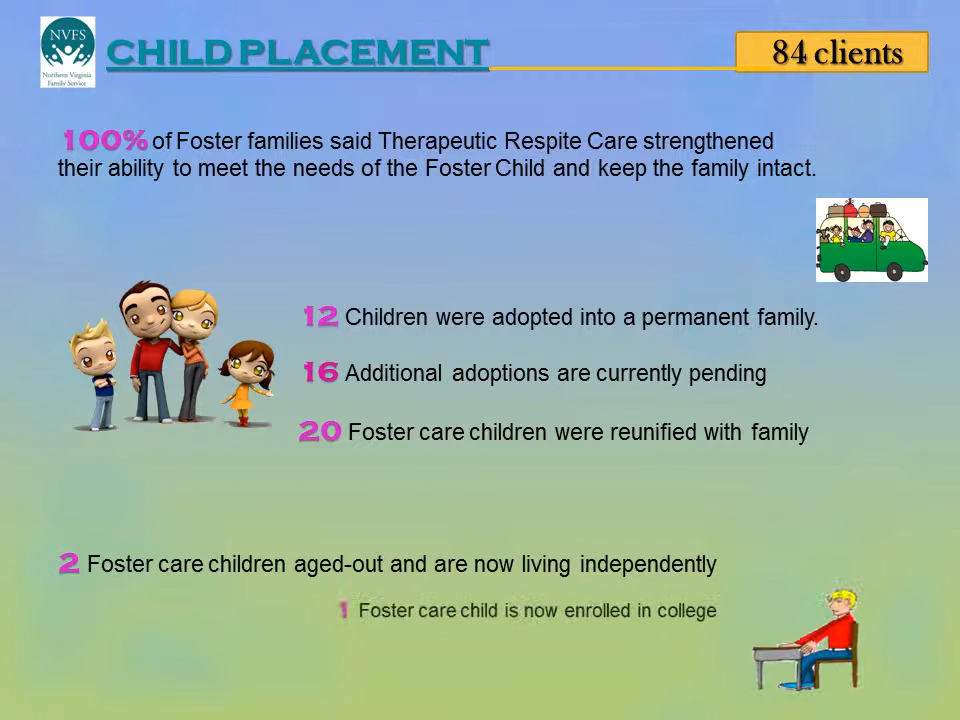 NVFS
Northern Virginia
Family Service
CHILD PLACEMENT
84 clients
100% of Foster families said Therapeutic Respite Care strengthened
their ability to meet the needs of the Foster Child and keep the family intact.
12 Children were adopted into a permanent family.
16 Additional adoptions are currently pending
20 Foster care children were reunified with family
2 Foster care children aged-out and are now living independently
1 Foster care child is now enrolled in college